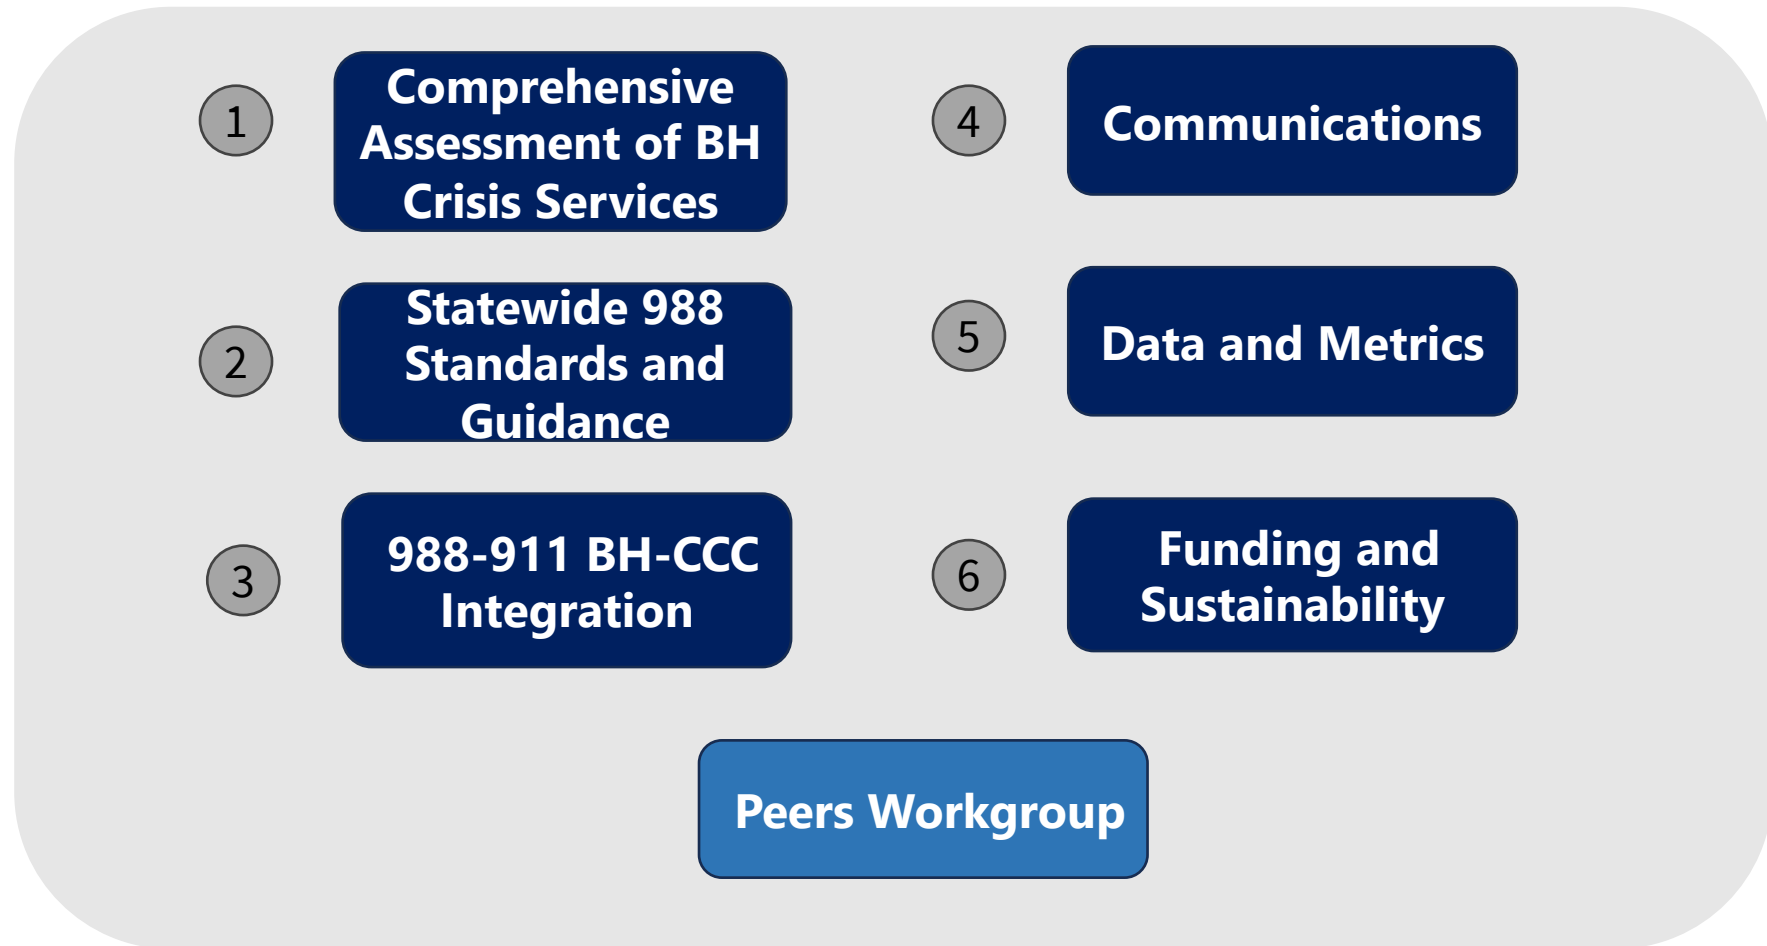 1
Comprehensive
Assessment of BH
Crisis Services
2
Statewide 988
Standards and
Guidance
3
988-911 BH-CCC
Integration
4
Communications
5
Data and Metrics
6
Funding and
Sustainability
Peers Workgroup